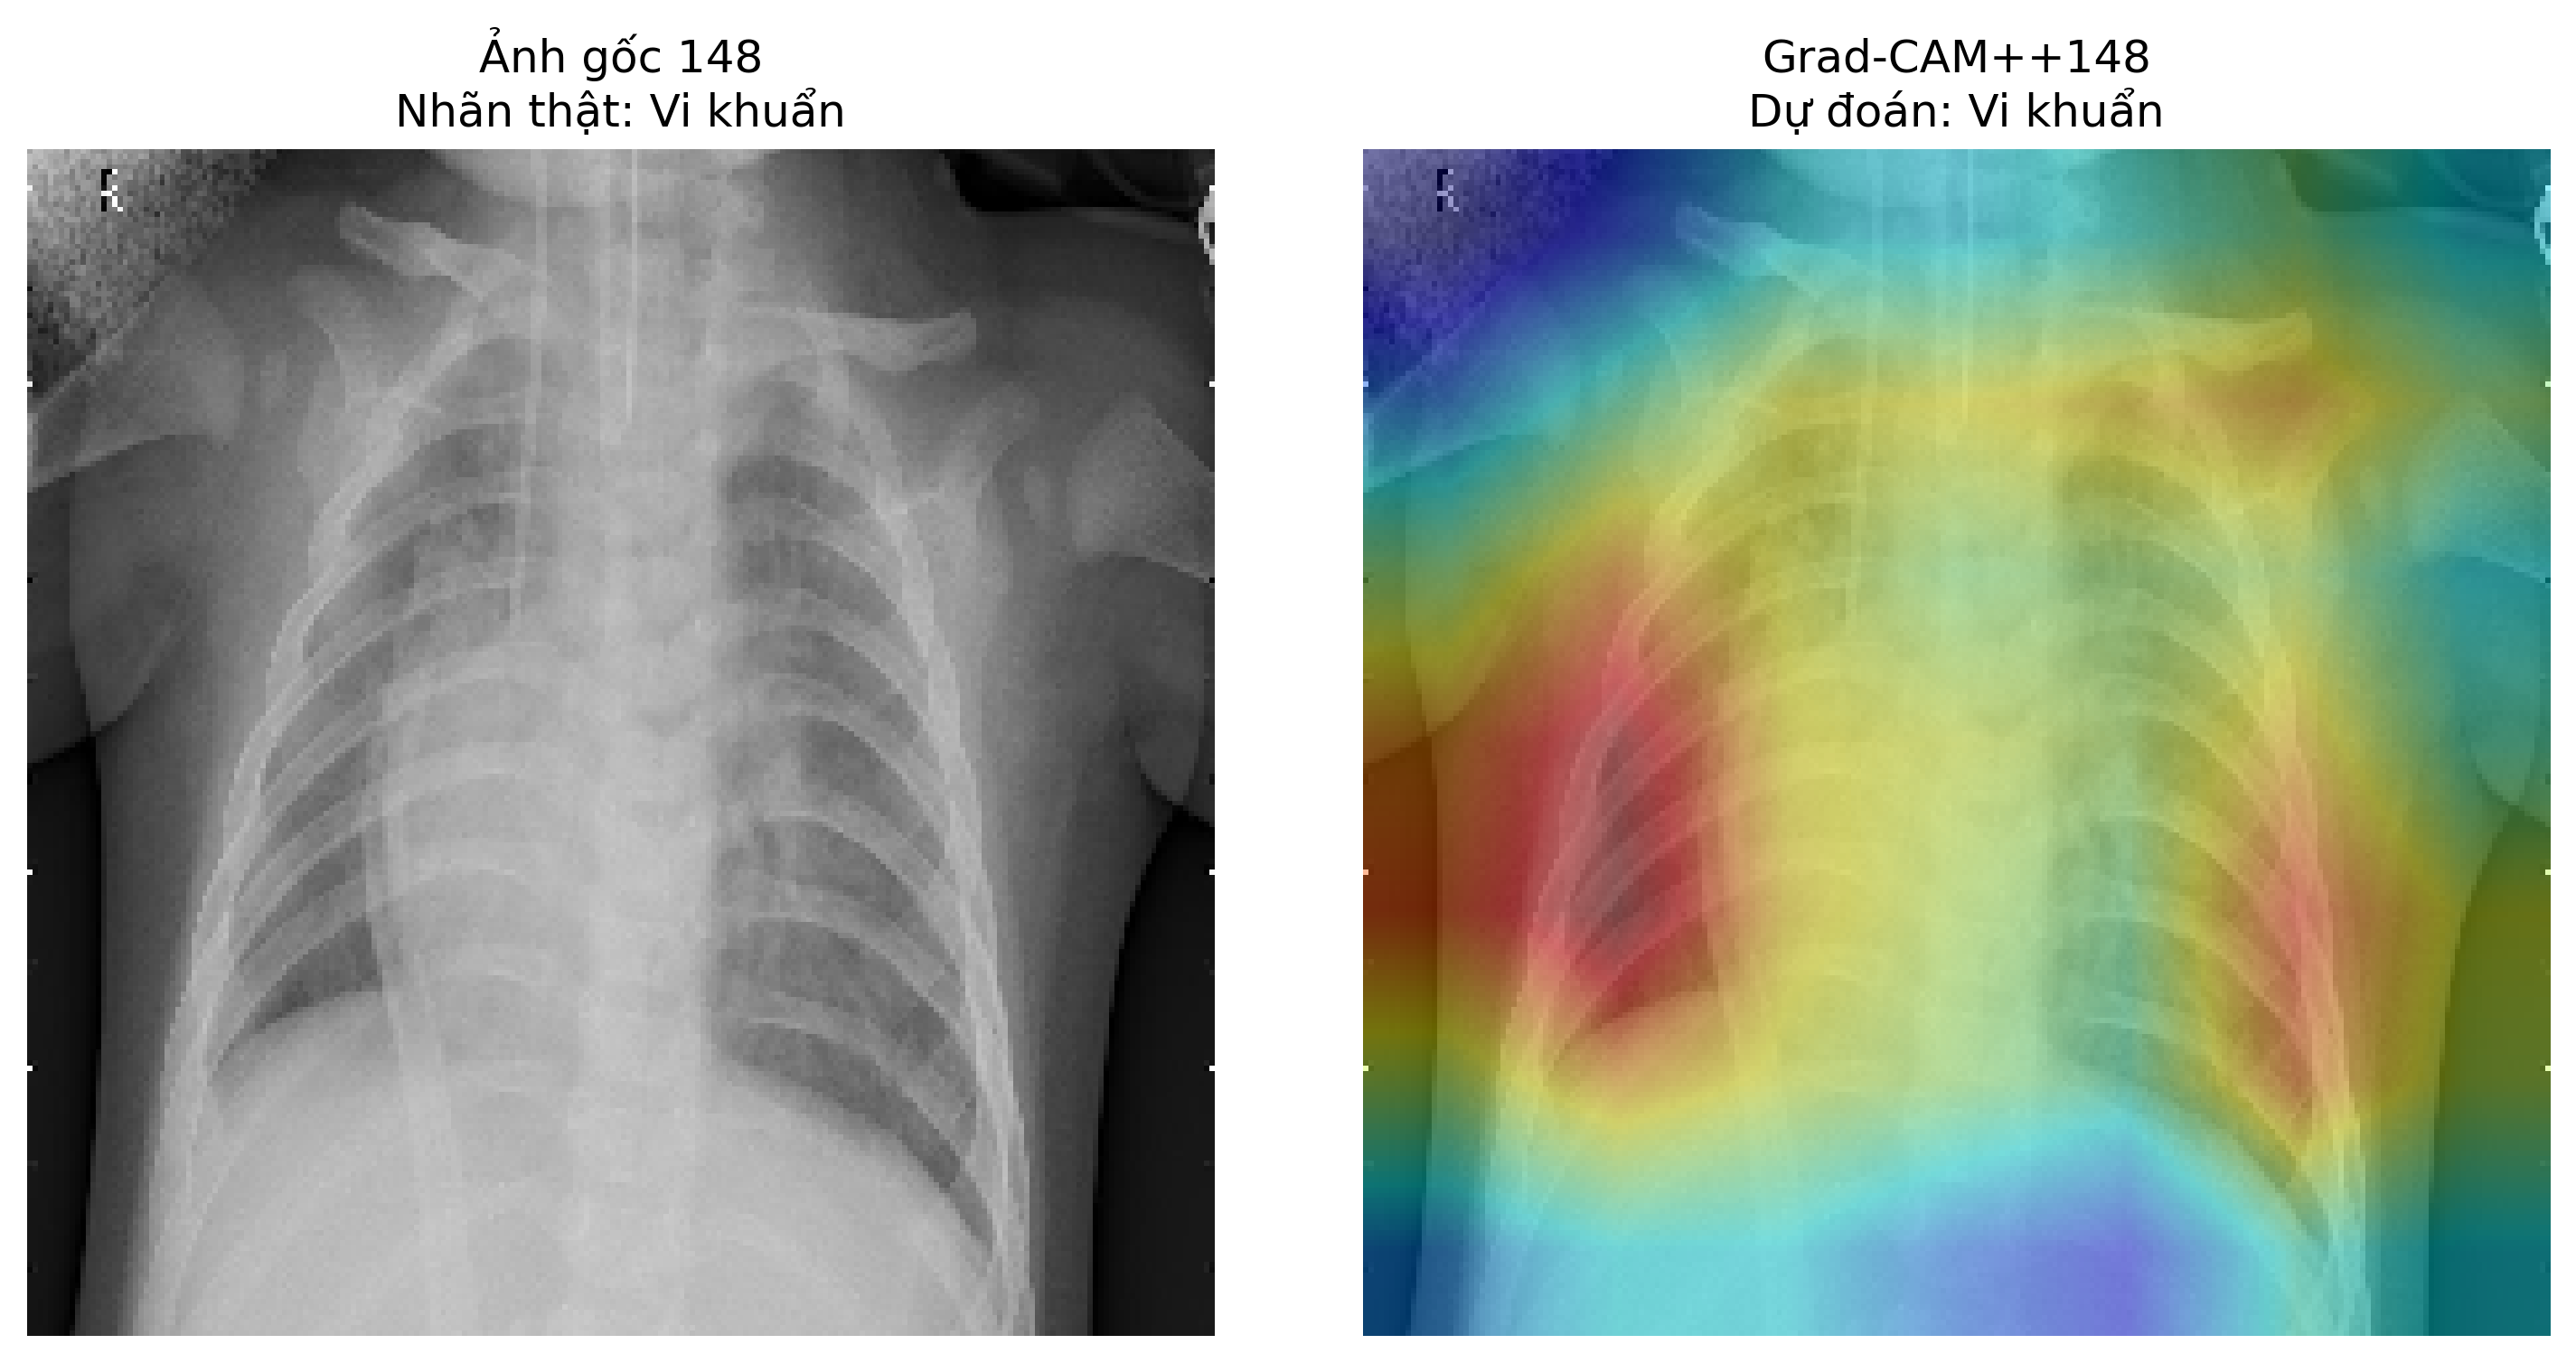 Ảnh gốc 148
Nhãn thật: Vi khuẩn
Grad-CAM++148
Dự đoán: Vi khuẩn
R
R